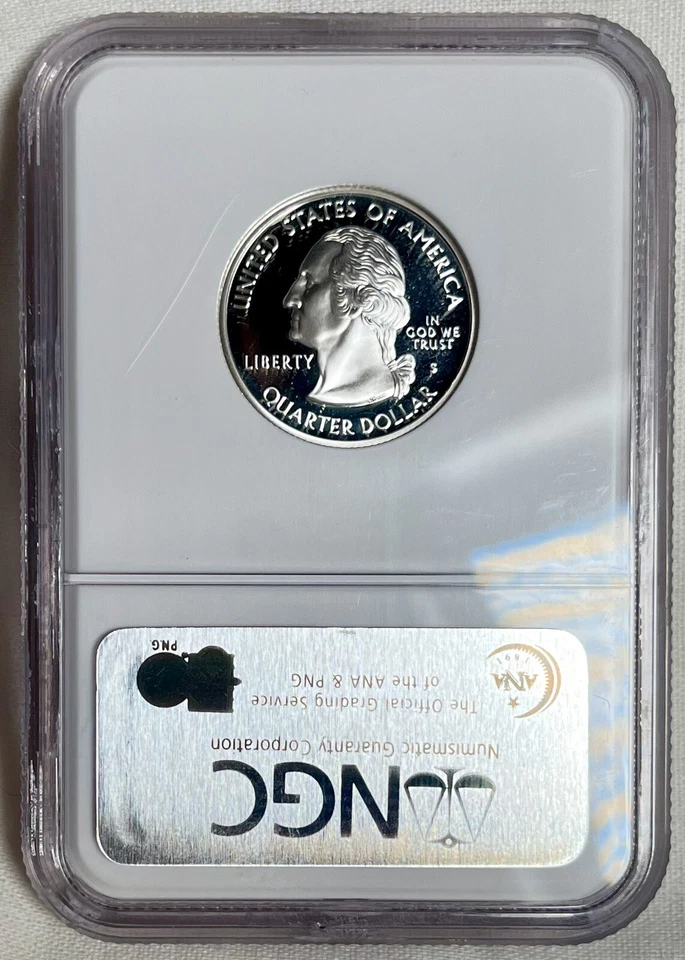 UNITED STATES OF AMERICA
LIBERTY
IN
GOD WE
TRUST
S
QUARTER DOLLAR
NGC
Numismatic Guaranty Corporation
The Official Grading Service
of the ANA & PNG
ANA
1891
PNG